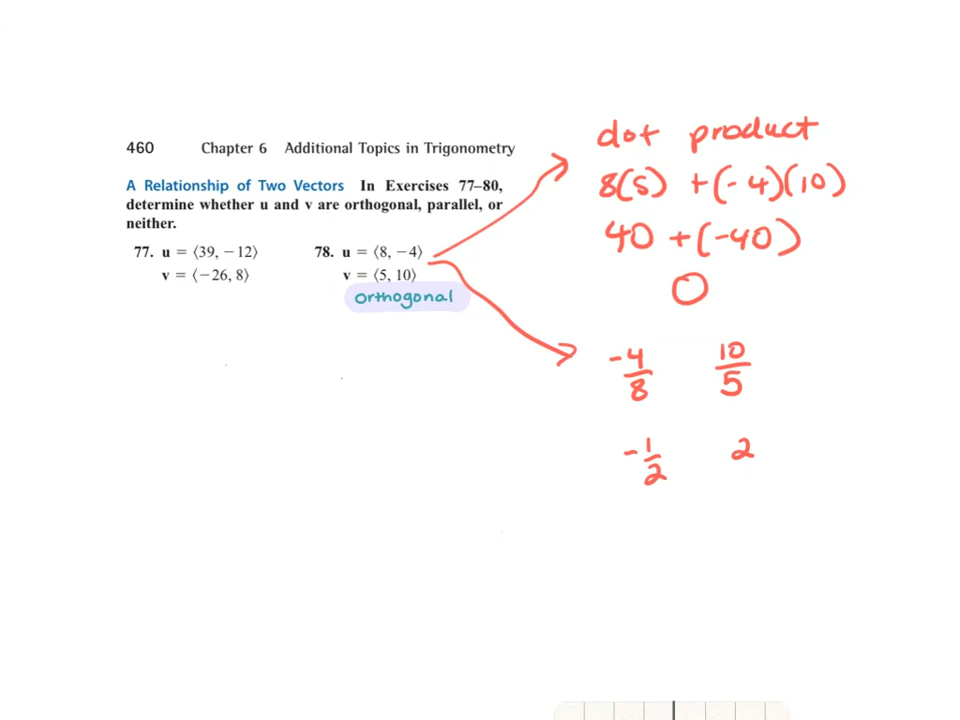 460 Chapter 6 Additional Topics in Trigonometry
A Relationship of Two Vectors In Exercises 77–80,
determine whether u and v are orthogonal, parallel, or
neither.
77. u = ⟨39, −12⟩
v = ⟨−26, 8⟩
78. u = ⟨8, −4⟩
v = ⟨5, 10⟩
orthogonal
dot product
8(5) + (-4)(10)
40 + (-40)
0
-4/8 10/5
-1/2 2